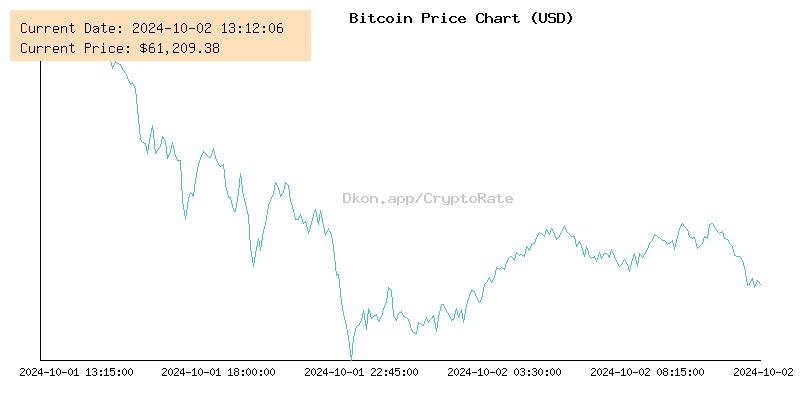 Bitcoin Price Chart (USD)
Current Date: 2024-10-02 13:12:06
Current Price: $61,209.38
Dkon.app/CryptoRate
2024-10-01 13:15:00 2024-10-01 18:00:00 2024-10-01 22:45:00 2024-10-02 03:30:00 2024-10-02 08:15:00 2024-10-02